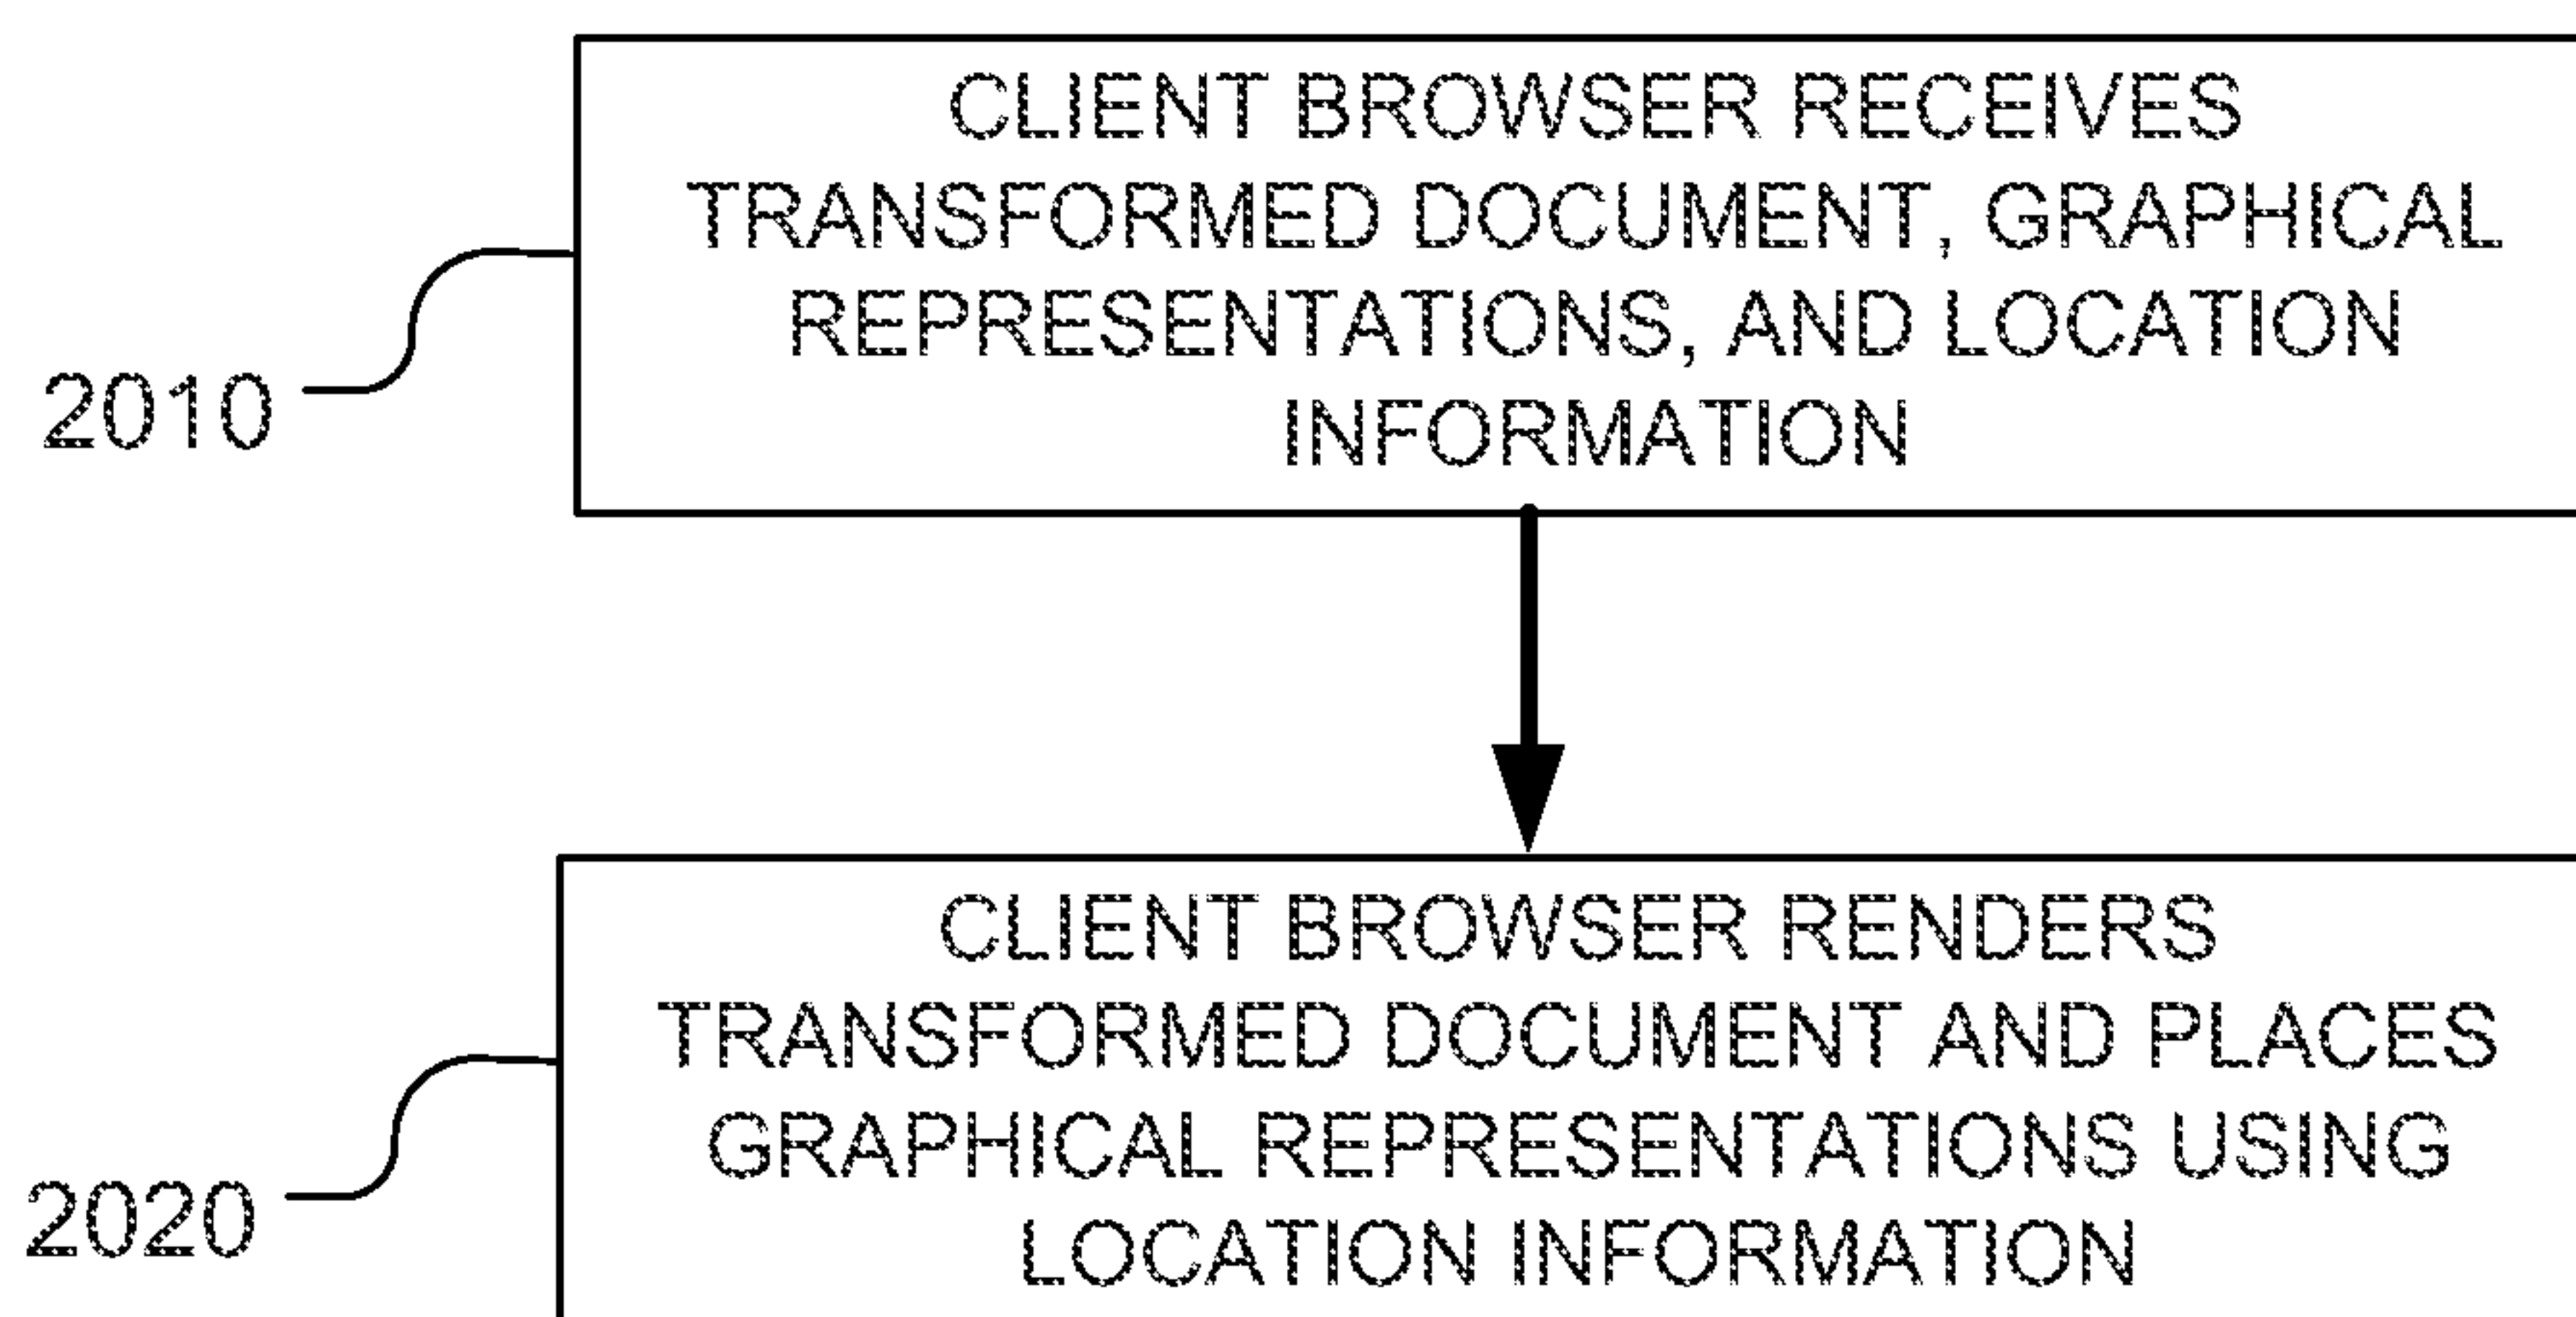 CLIENT BROWSER RECEIVES
TRANSFORMED DOCUMENT, GRAPHICAL
REPRESENTATIONS, AND LOCATION
INFORMATION
2010
CLIENT BROWSER RENDERS
TRANSFORMED DOCUMENT AND PLACES
GRAPHICAL REPRESENTATIONS USING
LOCATION INFORMATION
2020